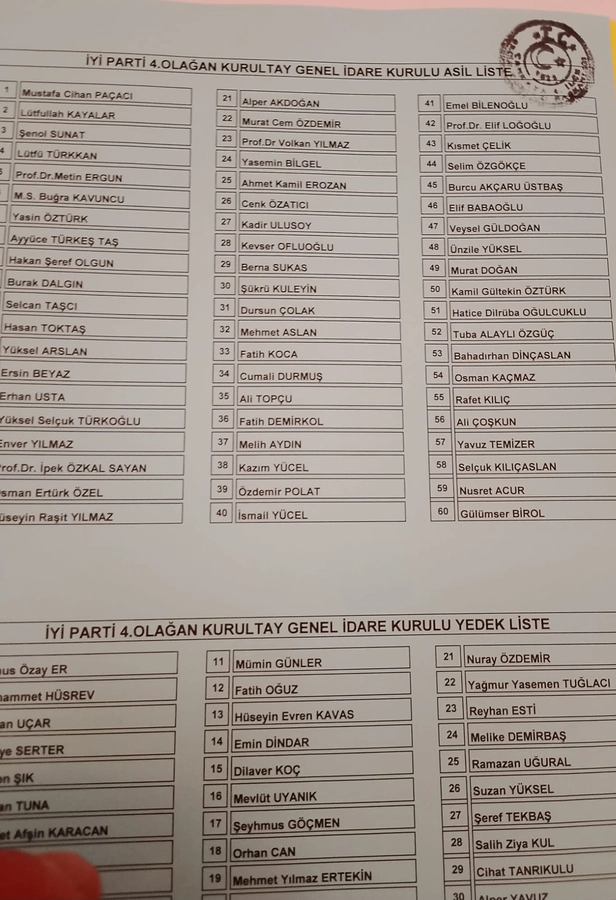 İYİ PARTİ 4.OLAĞAN KURULTAY GENEL İDARE KURULU ASİL LİSTE
1 Mustafa Cihan PAÇACI
2 Lütfullah KAYALAR
3 Şenol SUNAT
4 Lütfü TÜRKKAN
Prof.Dr.Metin ERGUN
M.S. Buğra KAVUNCU
Yasin ÖZTÜRK
Ayyüce TÜRKEŞ TAŞ
Hakan Şeref OLGUN
Burak DALGIN
Selcan TAŞCI
Hasan TOKTAŞ
Yüksel ARSLAN
Ersin BEYAZ
Erhan USTA
Yüksel Selçuk TÜRKOĞLU
Enver YILMAZ
Prof.Dr. İpek ÖZKAL SAYAN
Osman Ertürk ÖZEL
üseyin Raşit YILMAZ
21 Alper AKDOĞAN
22 Murat Cem ÖZDEMİR
23 Prof.Dr Volkan YILMAZ
24 Yasemin BİLGEL
25 Ahmet Kamil EROZAN
26 Cenk ÖZATICI
27 Kadir ULUSOY
28 Kevser OFLUOĞLU
29 Berna SUKAS
30 Şükrü KULEYİN
31 Dursun ÇOLAK
32 Mehmet ASLAN
33 Fatih KOCA
34 Cumali DURMUŞ
35 Ali TOPÇU
36 Fatih DEMİRKOL
37 Melih AYDIN
38 Kazım YÜCEL
39 Özdemir POLAT
40 İsmail YÜCEL
41 Emel BİLENOĞLU
42 Prof.Dr. Elif LOĞOĞLU
43 Kısmet ÇELİK
44 Selim ÖZGÖKÇE
45 Burcu AKÇARU ÜSTBAŞ
46 Elif BABAOĞLU
47 Veysel GÜLDOĞAN
48 Ünzile YÜKSEL
49 Murat DOĞAN
50 Kamil Gültekin ÖZTÜRK
51 Hatice Dilrüba OĞULCUKLU
52 Tuba ALAYLI ÖZGÜÇ
53 Bahadırhan DİNÇASLAN
54 Osman KAÇMAZ
55 Rafet KILIÇ
56 Ali ÇOŞKUN
57 Yavuz TEMİZER
58 Selçuk KILIÇASLAN
59 Nusret ACUR
60 Gülümser BİROL
İYİ PARTİ 4.OLAĞAN KURULTAY GENEL İDARE KURULU YEDEK LİSTE
us Özay ER
ammet HÜSREV
an UÇAR
ye SERTER
en ŞIK
an TUNA
et Afşin KARACAN
11 Mümin GÜNLER
12 Fatih OĞUZ
13 Hüseyin Evren KAVAS
14 Emin DİNDAR
15 Dilaver KOÇ
16 Mevlüt UYANIK
17 Şeyhmus GÖÇMEN
18 Orhan CAN
19 Mehmet Yılmaz ERTEKİN
21 Nuray ÖZDEMİR
22 Yağmur Yasemen TUĞLACI
23 Reyhan ESTİ
24 Melike DEMİRBAŞ
25 Ramazan UĞURAL
26 Suzan YÜKSEL
27 Şeref TEKBAŞ
28 Salih Ziya KUL
29 Cihat TANRIKULU
30 Alper YAVUZ